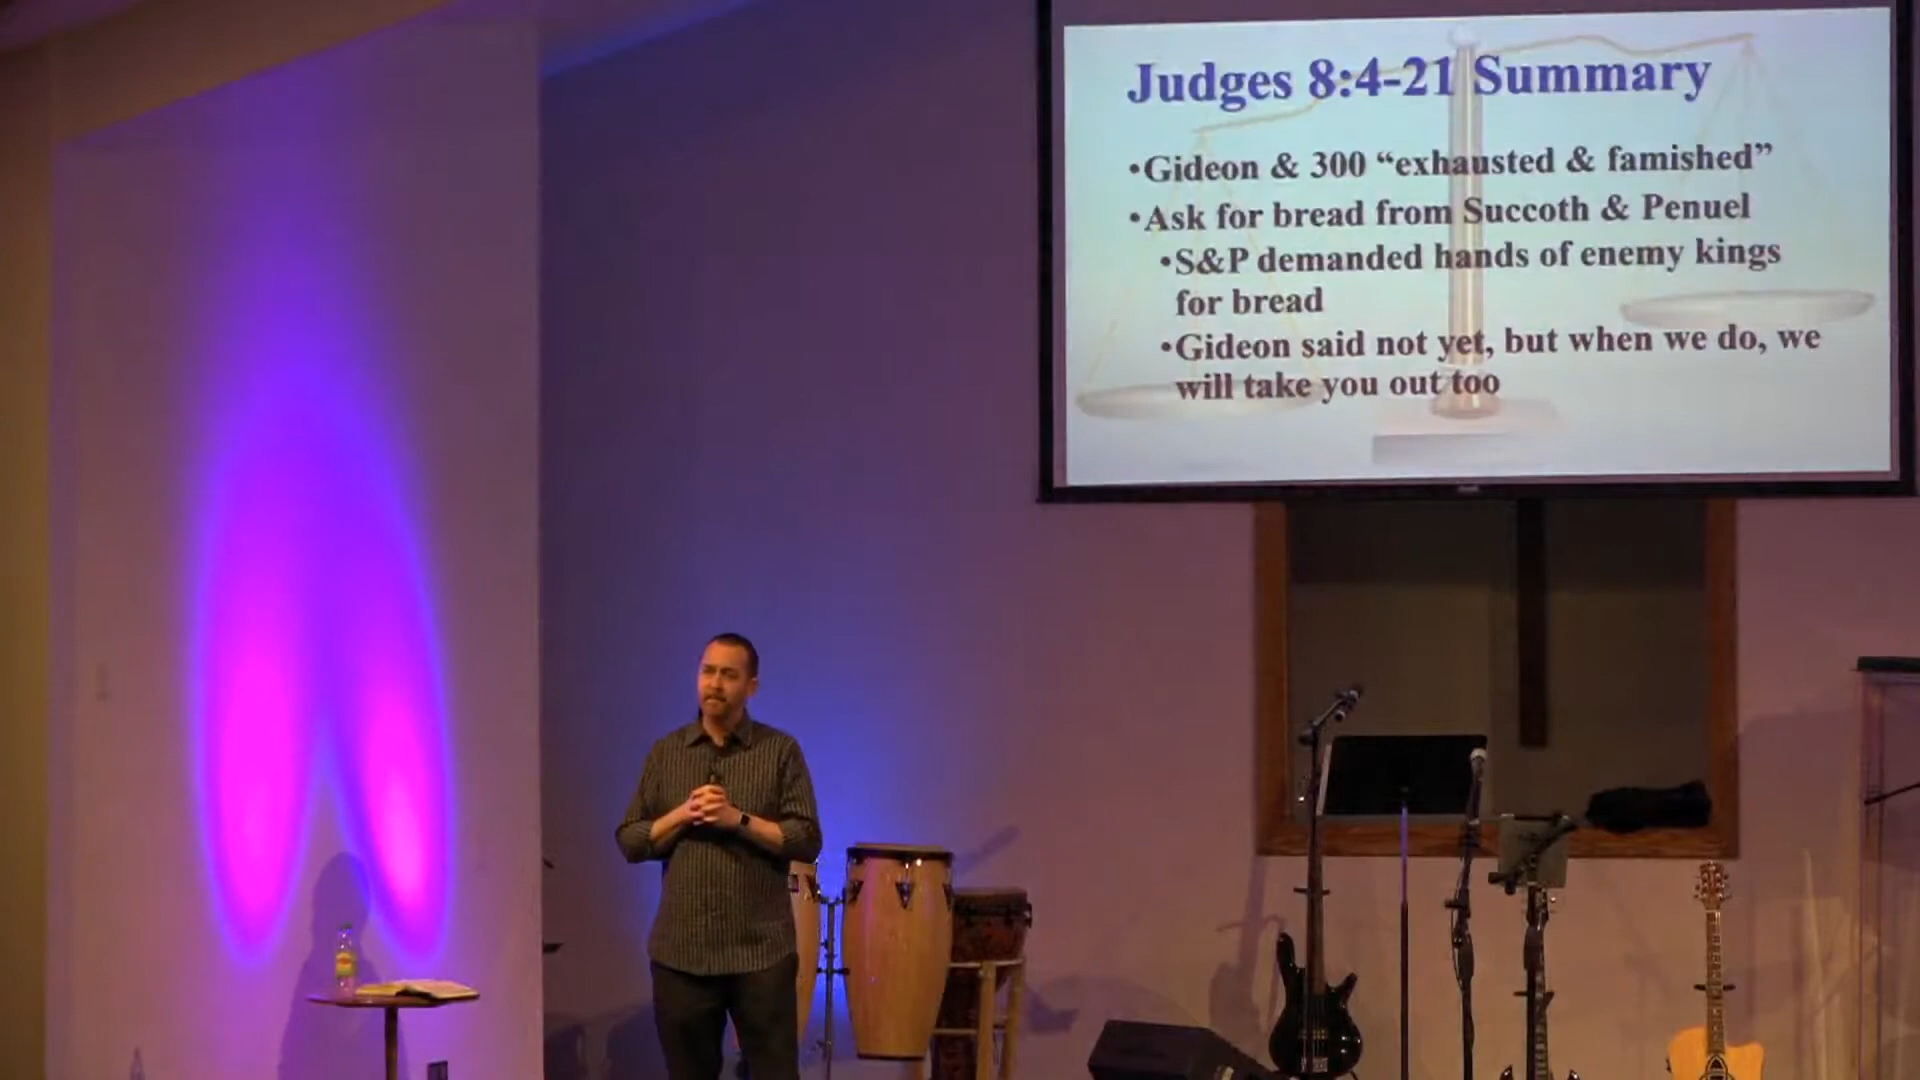 Judges 8:4-21 Summary
•Gideon & 300 “exhausted & famished”
•Ask for bread from Succoth & Penuel
•S&P demanded hands of enemy kings
for bread
•Gideon said not yet, but when we do, we
will take you out too